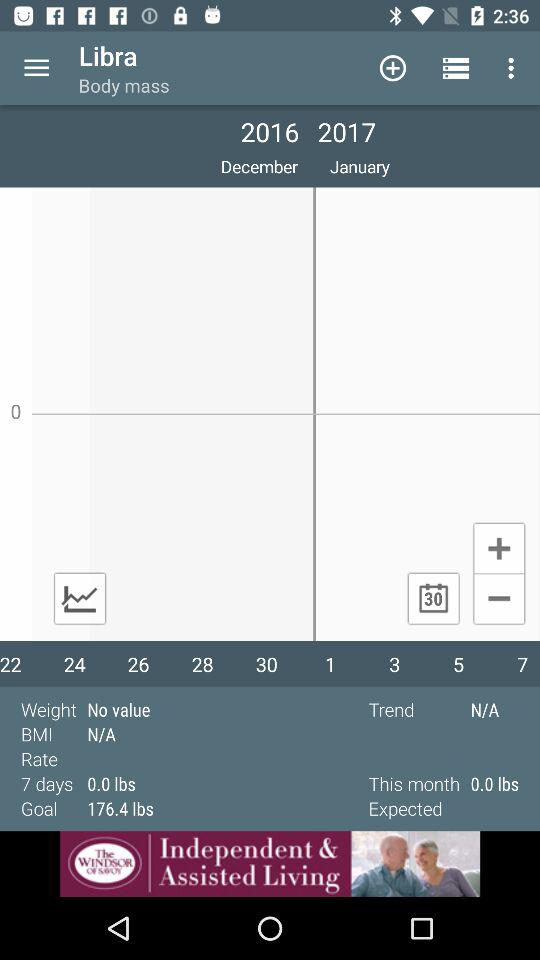 2:36
Libra
Body mass
2016 2017
December January
0
30
22 24 26 28 30 1 3 5 7
Weight No value Trend N/A
BMI N/A
Rate
7 days 0.0 lbs This month 0.0 lbs
Goal 176.4 lbs Expected
The WINDSOR OF SAVOY
Independent &
Assisted Living